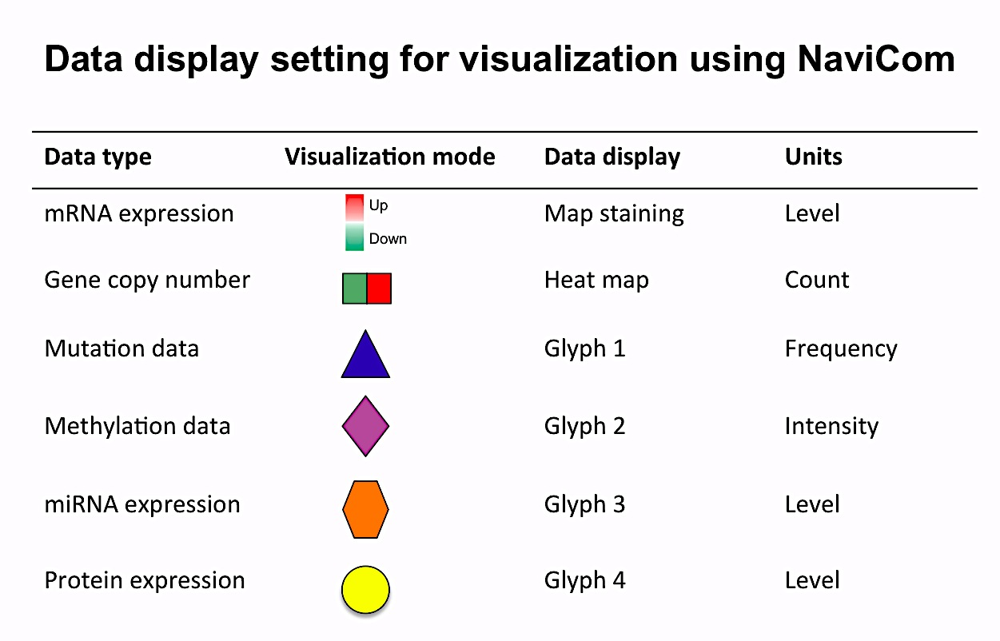 Data display setting for visualization using NaviCom
Data type Visualization mode Data display Units
mRNA expression Up Down Map staining Level
Gene copy number Heat map Count
Mutation data Glyph 1 Frequency
Methylation data Glyph 2 Intensity
miRNA expression Glyph 3 Level
Protein expression Glyph 4 Level